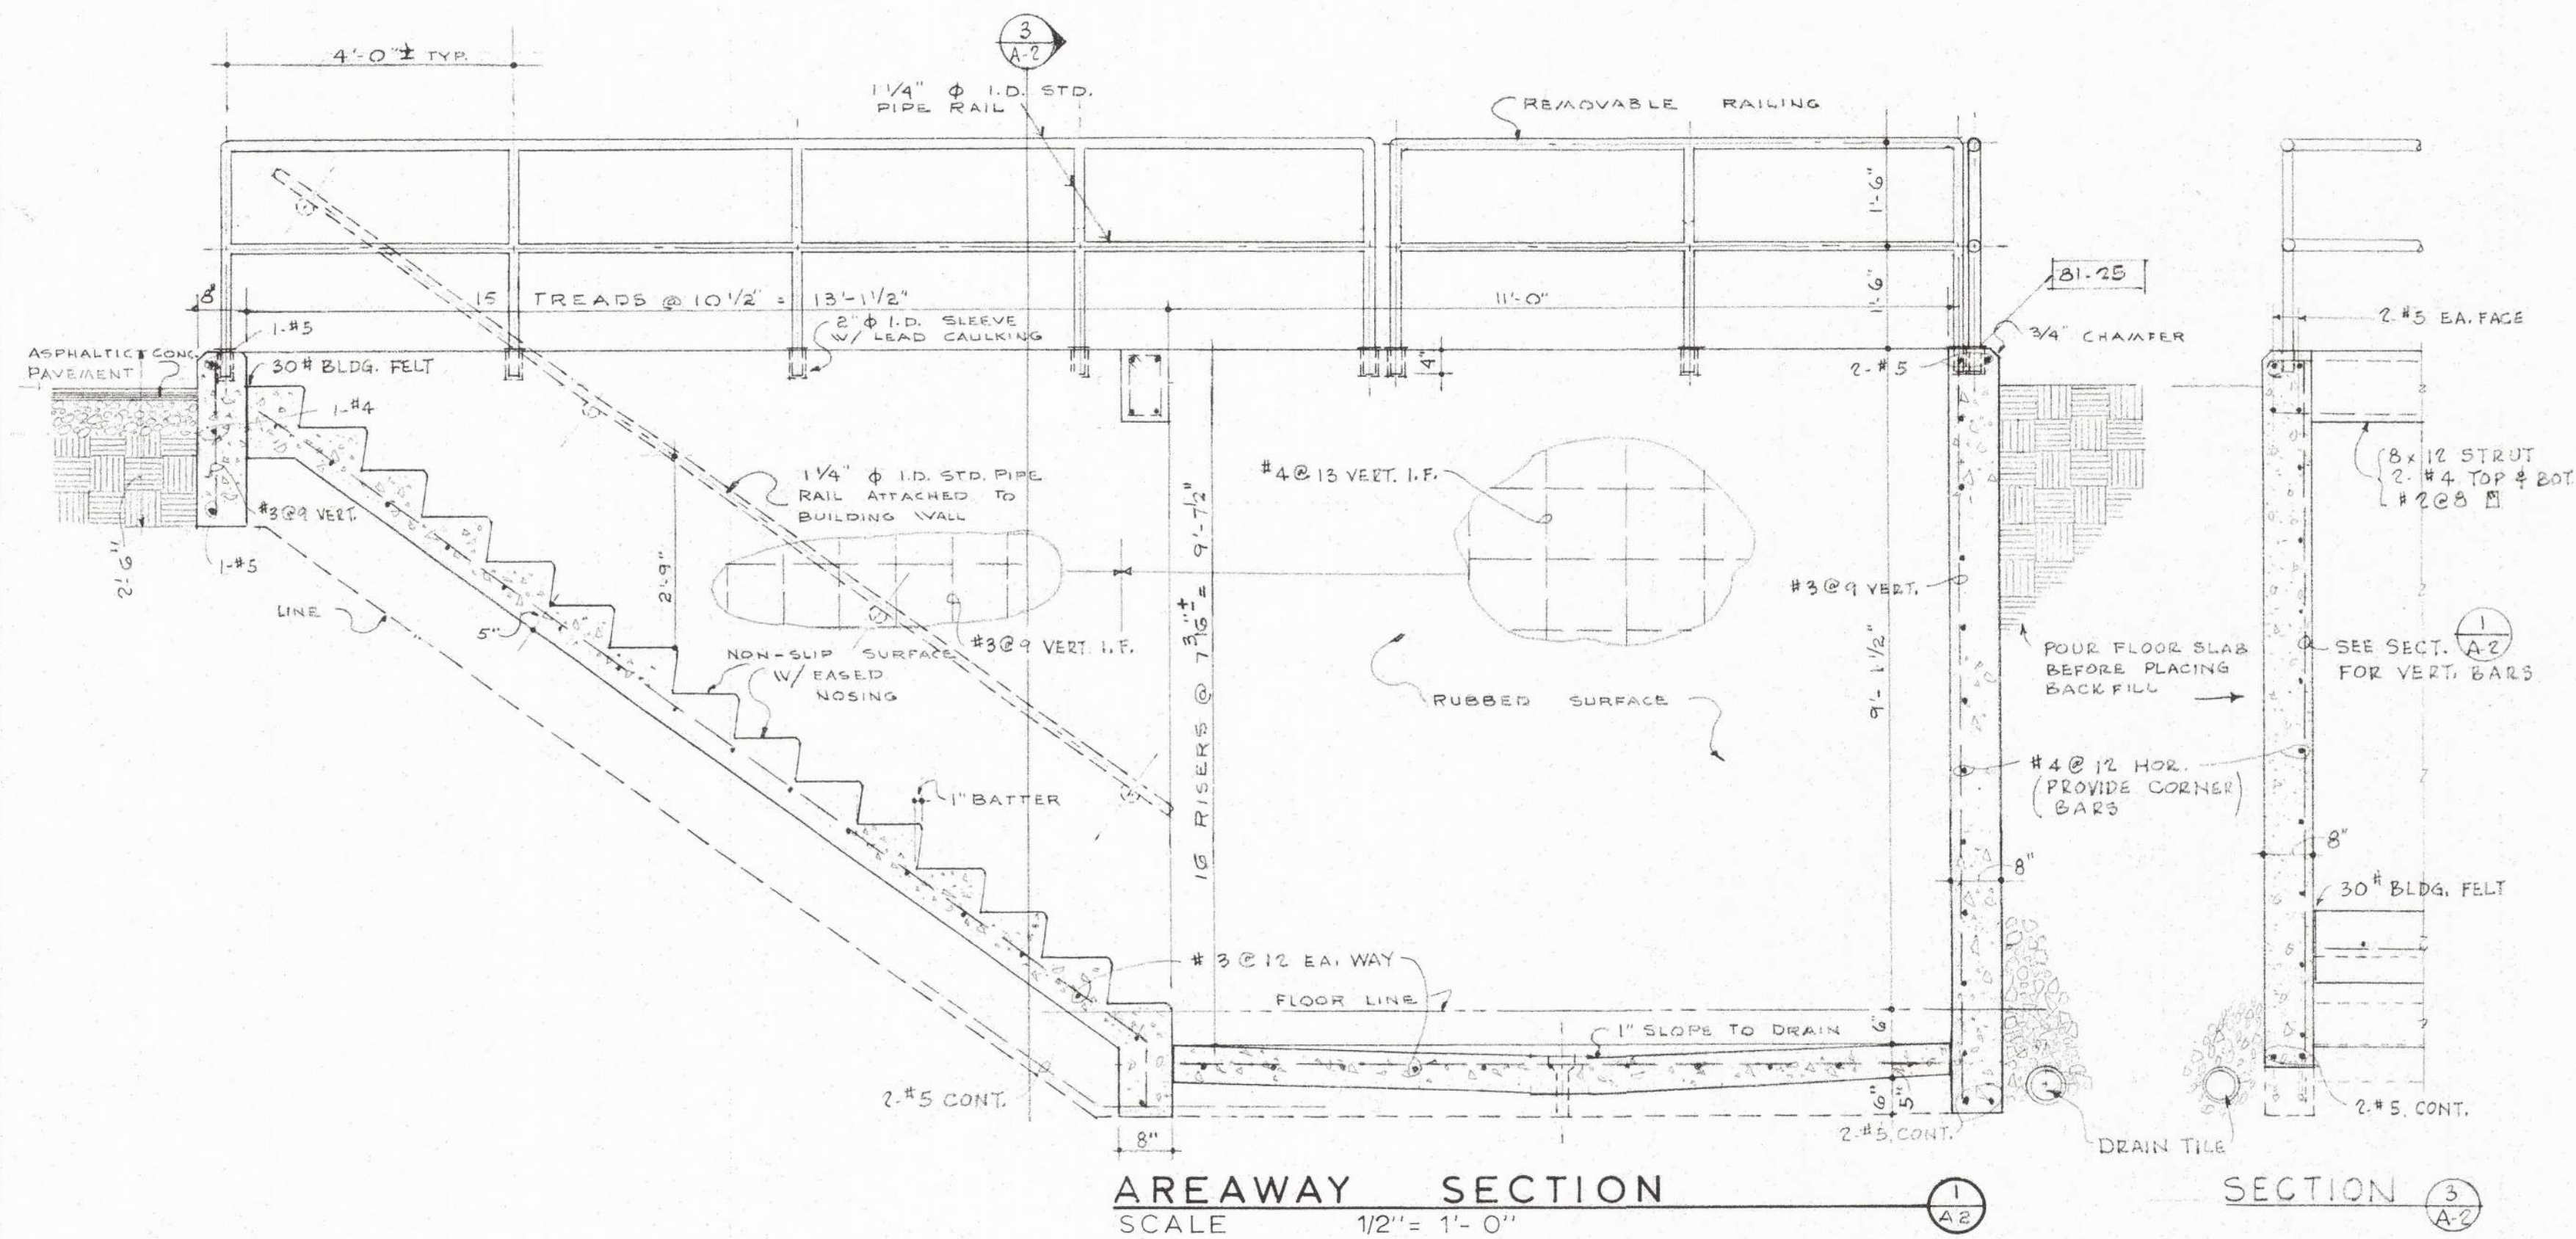 4'-0"± TYP.
3
A-2
1 1/4" ϕ I.D. STD.
PIPE RAIL
REMOVABLE RAILING
1'-6"
1'-6"
81.25
8"
15 TREADS @ 10 1/2" = 13'-1 1/2"
11'-0"
2-#5 EA. FACE
1-#5
2" ϕ I.D. SLEEVE
W/ LEAD CAULKING
3/4" CHAMFER
ASPHALTIC CONC.
PAVEMENT
30# BLDG. FELT
4"
2-#5
1-#4
8 x 12 STRUT
2-#4 TOP & BOT.
#2@8
1 1/4" ϕ I.D. STD. PIPE
RAIL ATTACHED TO
BUILDING WALL
#4@13 VERT. I.F.
#3@9 VERT.
1-#5
2'-6"
LINE
5"
2'-9"
16 RISERS @ 7 3/16"± = 9'-7 1/2"
#3@9 VERT.
#3@9 VERT. I.F.
NON-SLIP SURFACE
W/ EASED
NOSING
RUBBED SURFACE
9'-1 1/2"
POUR FLOOR SLAB
BEFORE PLACING
BACKFILL
SEE SECT.
1
A-2
FOR VERT. BARS
#4@12 HOR.
(PROVIDE CORNER
BARS)
1" BATTER
8"
8"
30# BLDG. FELT
#3@12 EA. WAY
FLOOR LINE
1" SLOPE TO DRAIN
6"
2-#5 CONT.
6"
5"
8"
2-#5, CONT.
2-#5, CONT.
DRAIN TILE
AREAWAY SECTION
1
A2
SCALE 1/2" = 1'-0"
SECTION
3
A-2